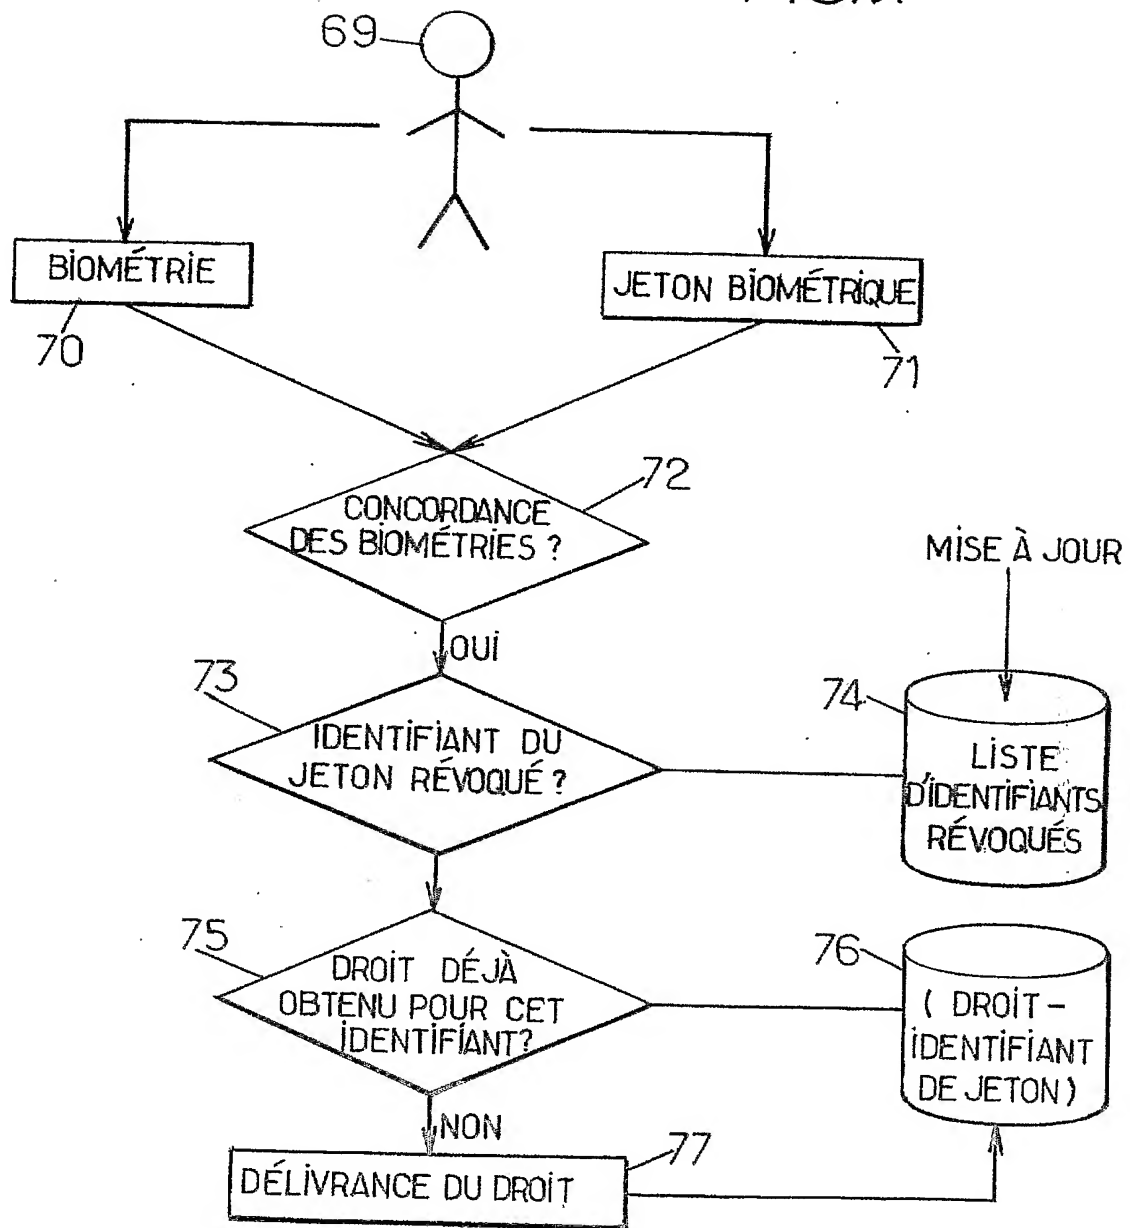 69
BIOMÉTRIE
JETON BIOMÉTRIQUE
70
71
72
CONCORDANCE
DES BIOMÉTRIES ?
MISE À JOUR
OUI
73
74
IDENTIFIANT DU
JETON RÉVOQUÉ ?
LISTE
D'IDENTIFIANTS
RÉVOQUÉS
75
76
DROIT DÉJÀ
OBTENU POUR CET
IDENTIFIANT?
( DROIT -
IDENTIFIANT
DE JETON )
NON
77
DÉLIVRANCE DU DROIT